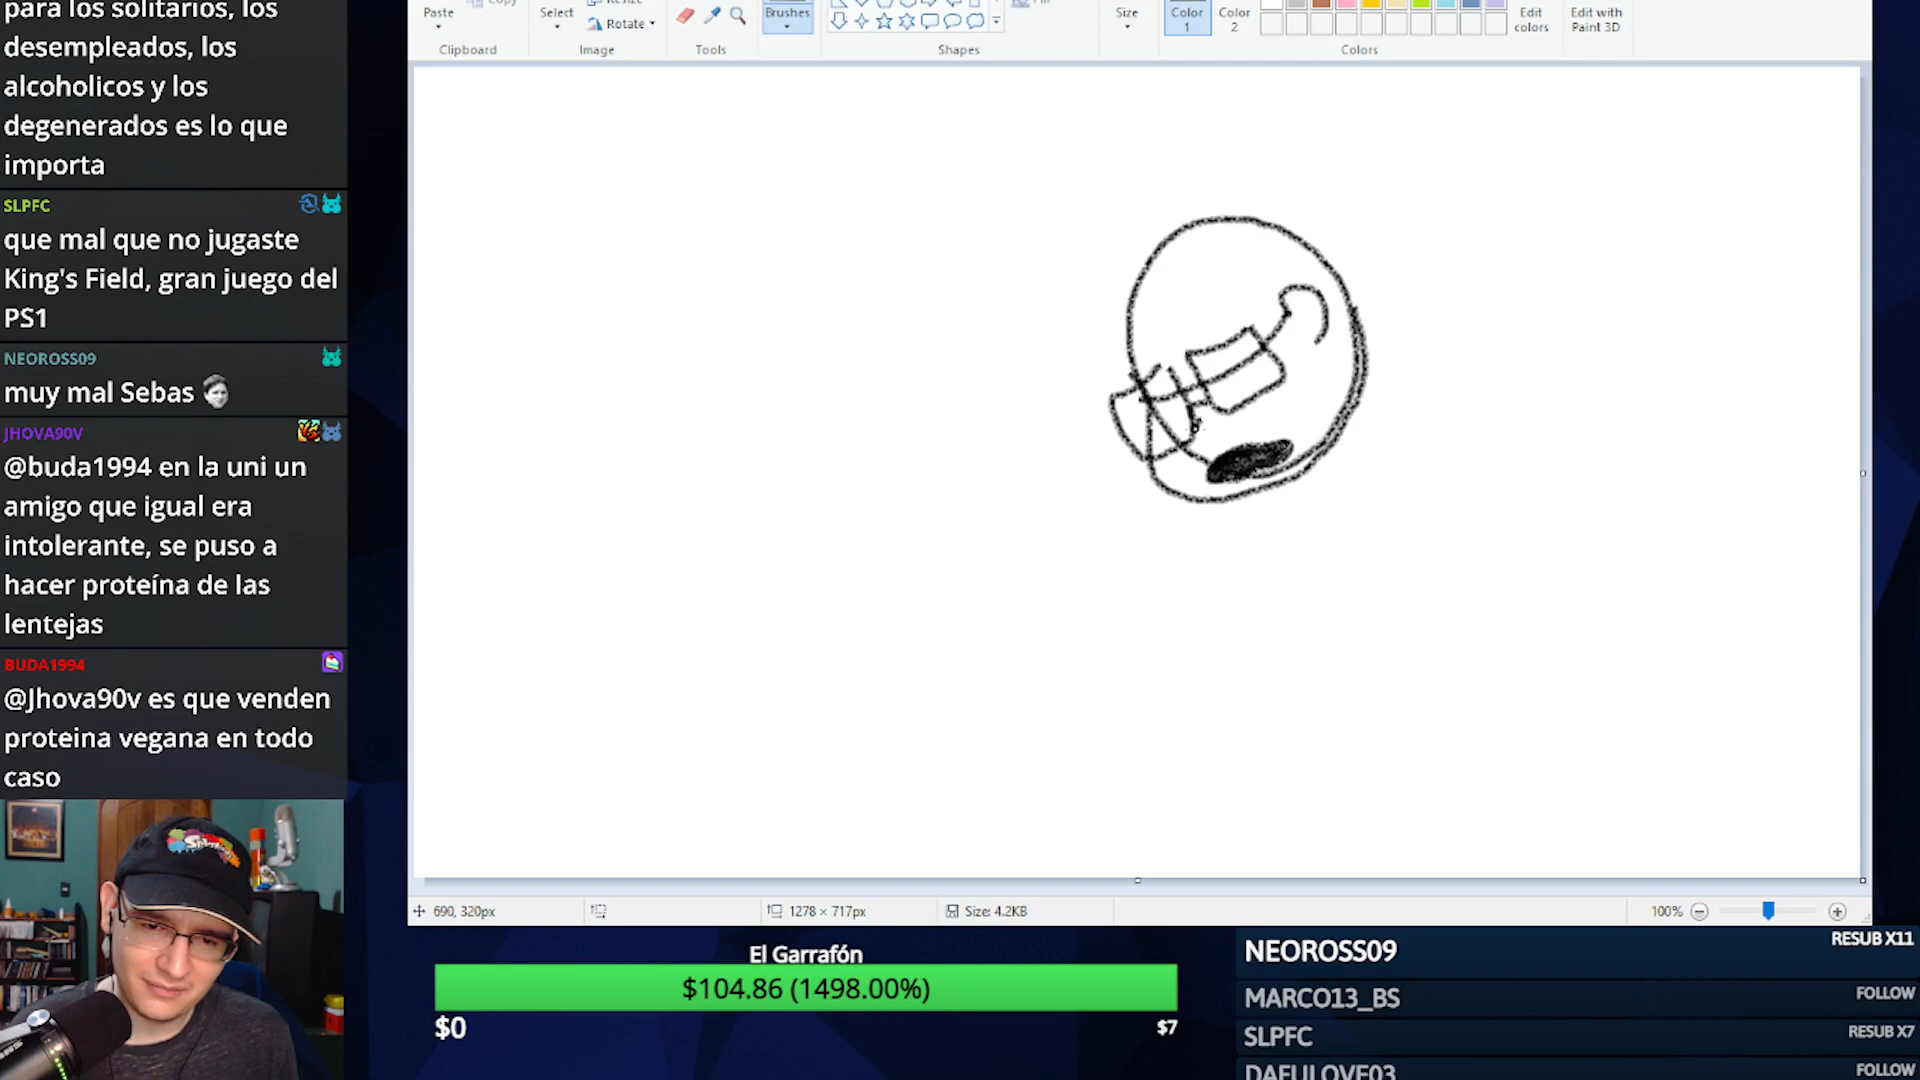 para los solitarios, los
desempleados, los
alcoholicos y los
degenerados es lo que
importa
SLPFC
que mal que no jugaste
King's Field, gran juego del
PS1
NEOROSS09
muy mal Sebas
JHOVA90V
@buda1994 en la uni un
amigo que igual era
intolerante, se puso a
hacer proteína de las
lentejas
BUDA1994
@Jhova90v es que venden
proteina vegana en todo
caso
Paste
Copy
Clipboard
Select
Rotate
Image
Tools
Brushes
Shapes
Size
Color
1
Color
2
Edit
colors
Colors
Edit with
Paint 3D
690, 320px
1278 × 717px
Size: 4.2KB
100%
El Garrafón
$104.86 (1498.00%)
$0
$7
NEOROSS09
RESUB X11
MARCO13_BS
FOLLOW
SLPFC
RESUB X7
DAFULOVE03
FOLLOW